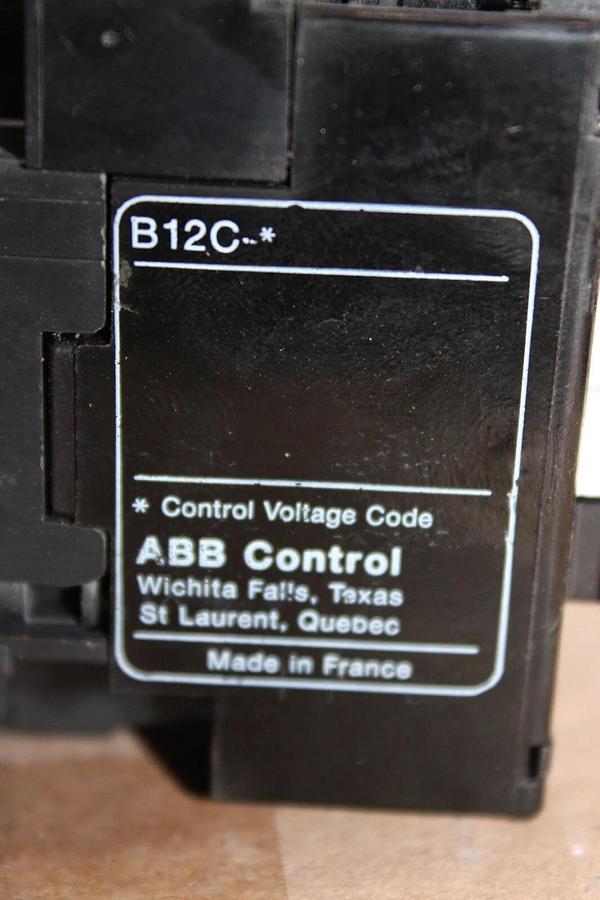 B12C-*
* Control Voltage Code
ABB Control
Wichita Falls, Texas
St Laurent, Quebec
Made in France